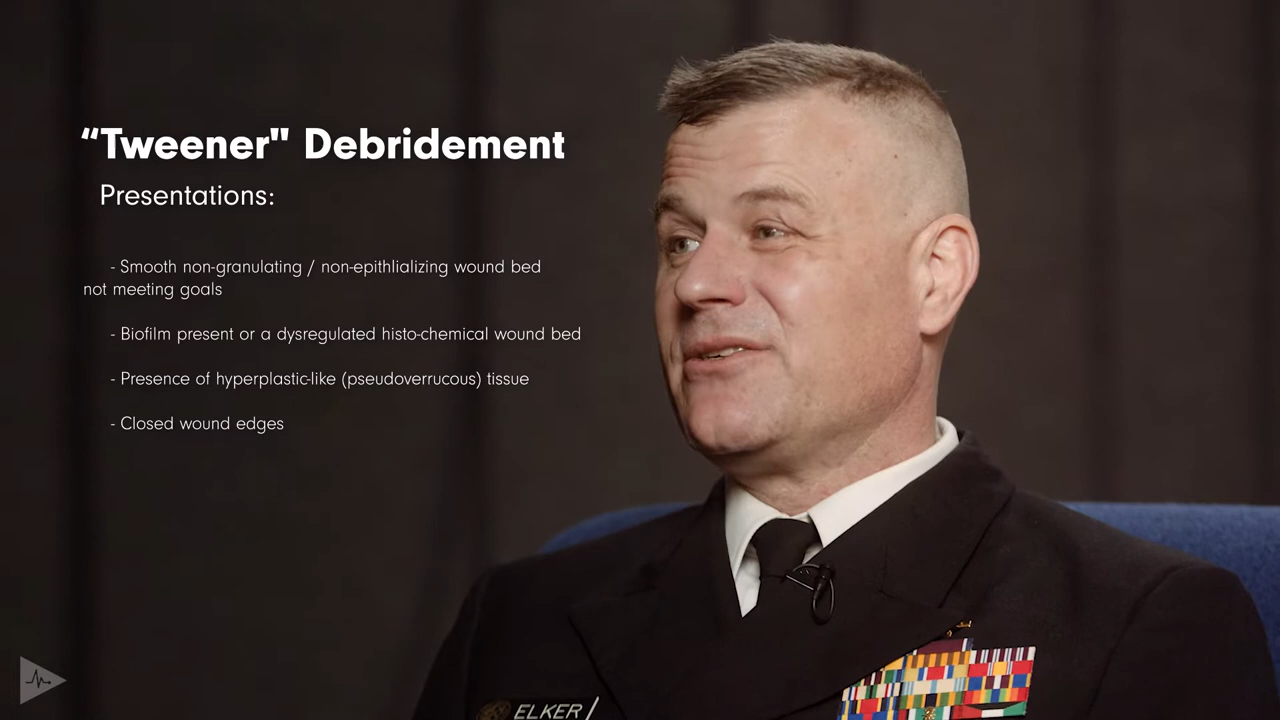 “Tweener" Debridement
Presentations:
- Smooth non-granulating / non-epithlializing wound bed
not meeting goals
- Biofilm present or a dysregulated histo-chemical wound bed
- Presence of hyperplastic-like (pseudoverrucous) tissue
- Closed wound edges
ELKER